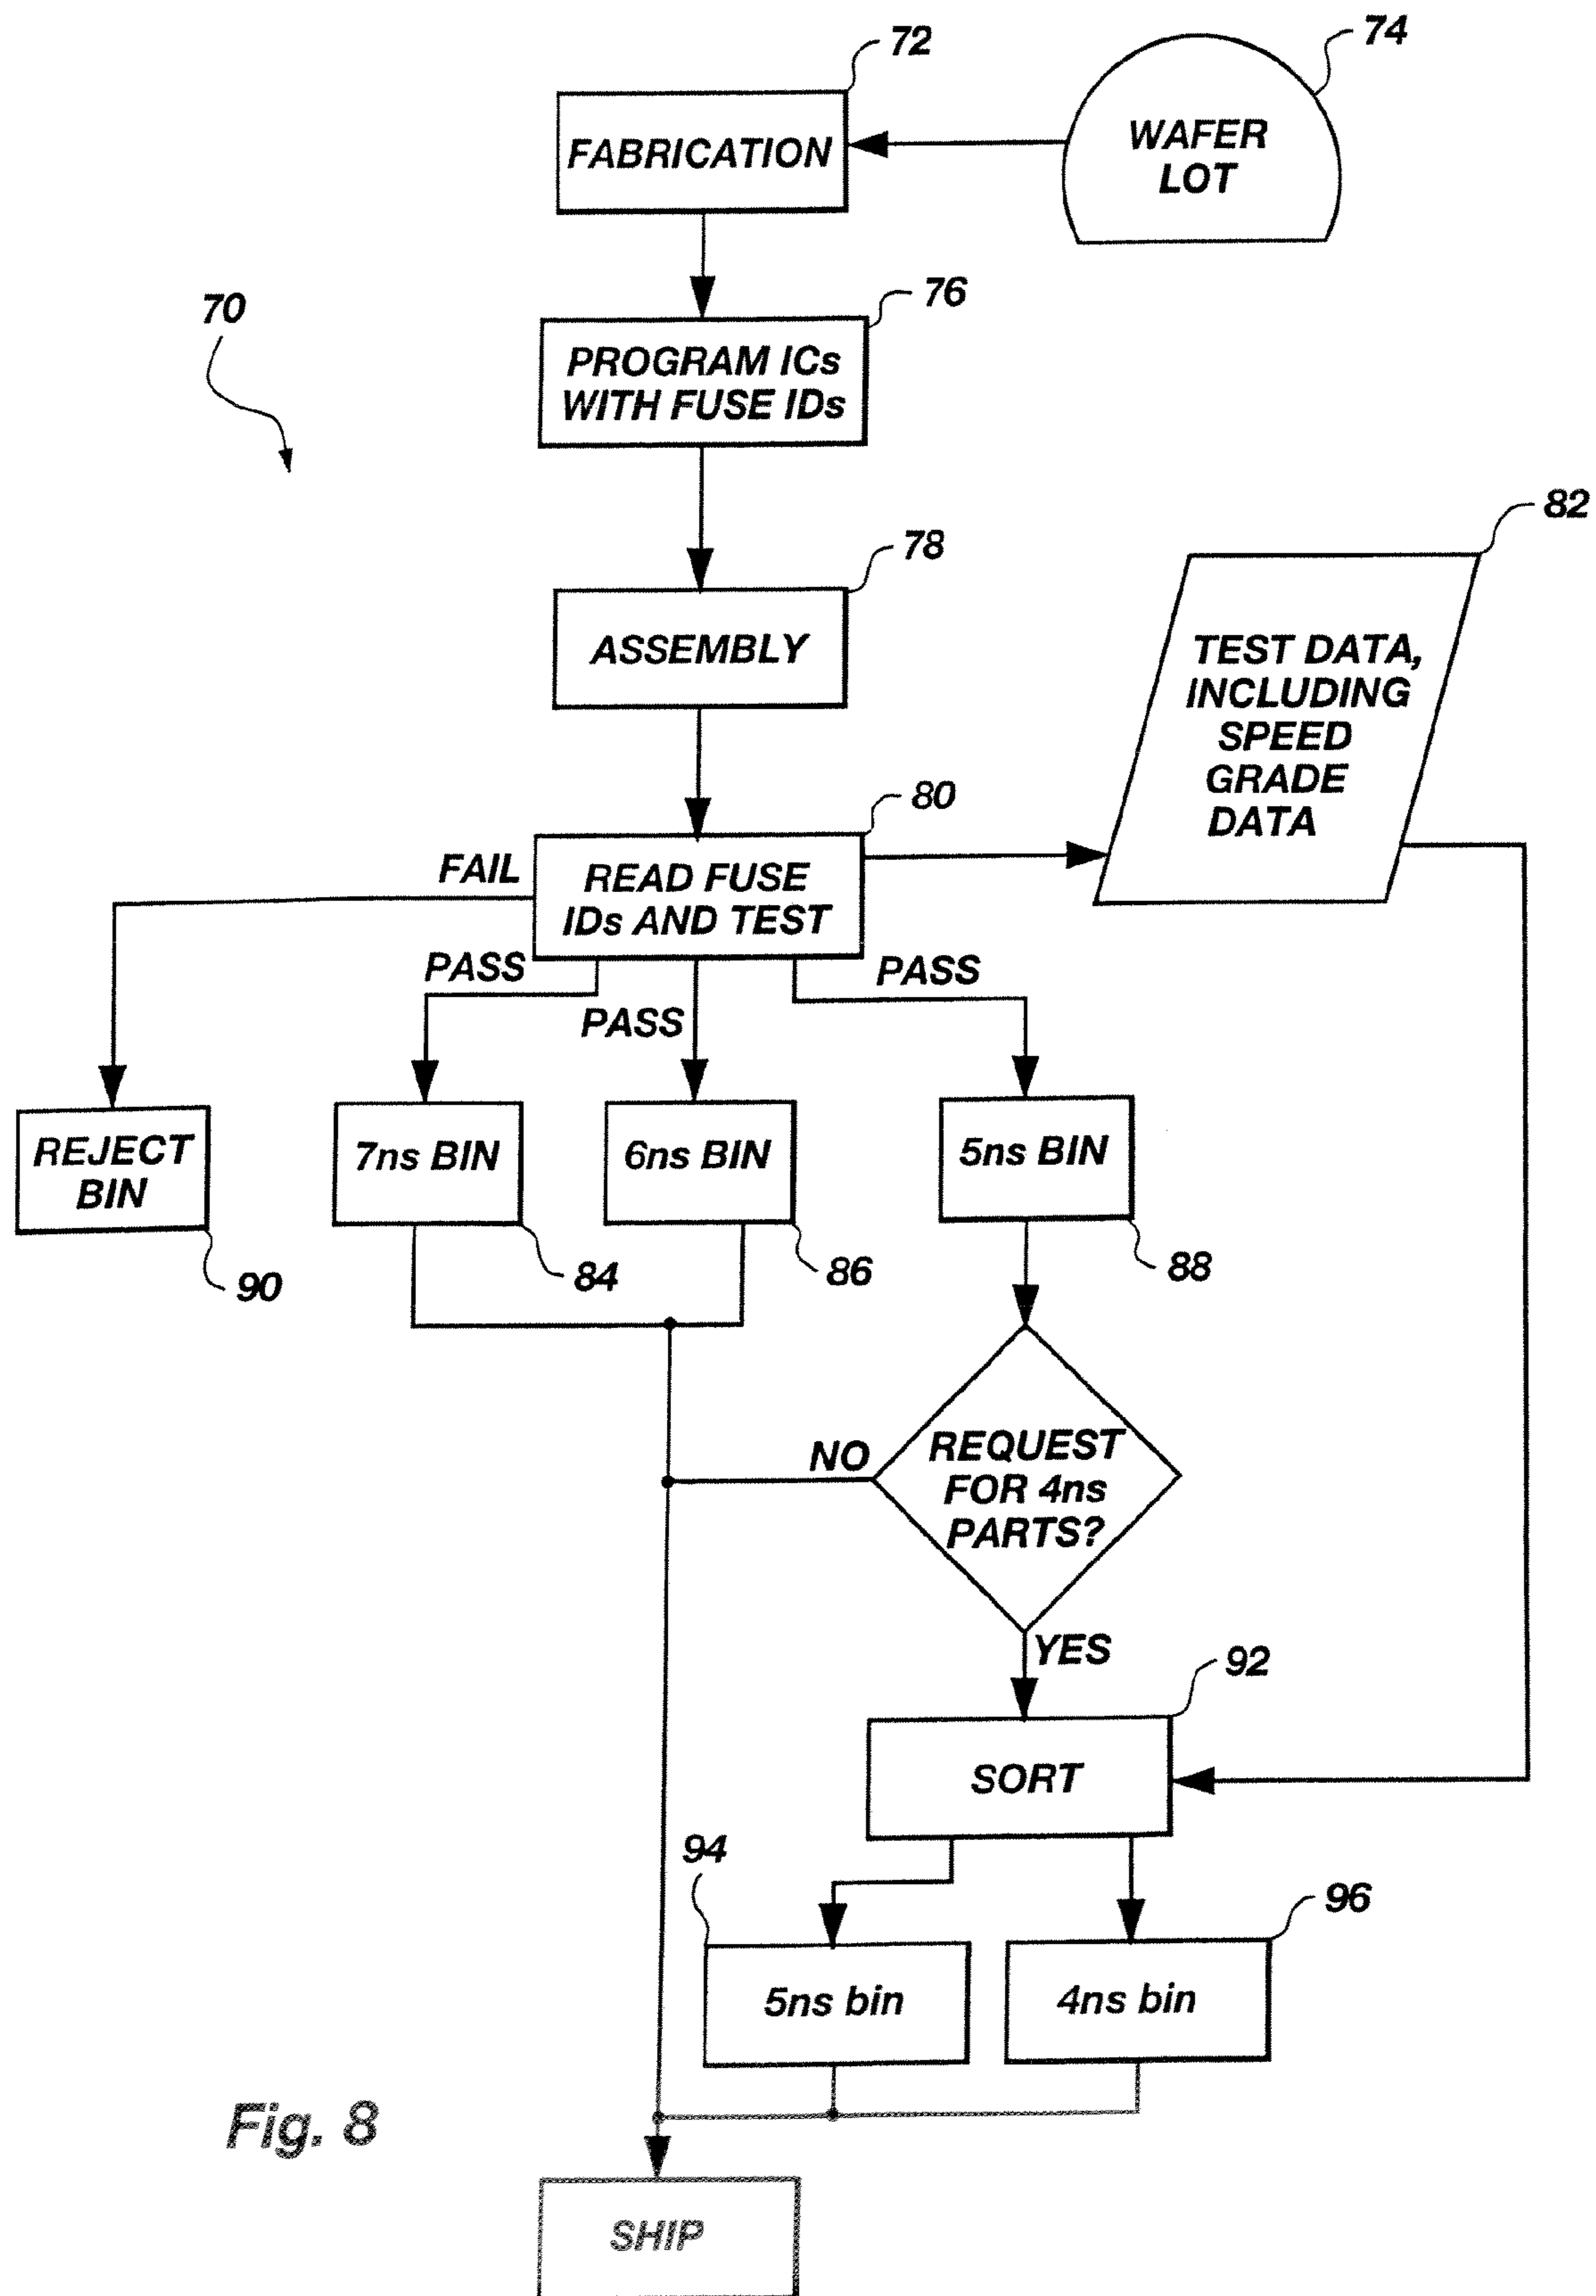 72
74
FABRICATION
WAFER
LOT
70
76
PROGRAM ICs
WITH FUSE IDs
78
82
ASSEMBLY
TEST DATA,
INCLUDING
SPEED
GRADE
DATA
80
FAIL
READ FUSE
IDs AND TEST
PASS
PASS
PASS
REJECT
BIN
7ns BIN
6ns BIN
5ns BIN
90
84
86
88
REQUEST
FOR 4ns
PARTS?
NO
YES
92
SORT
94
96
5ns bin
4ns bin
Fig. 8
SHIP